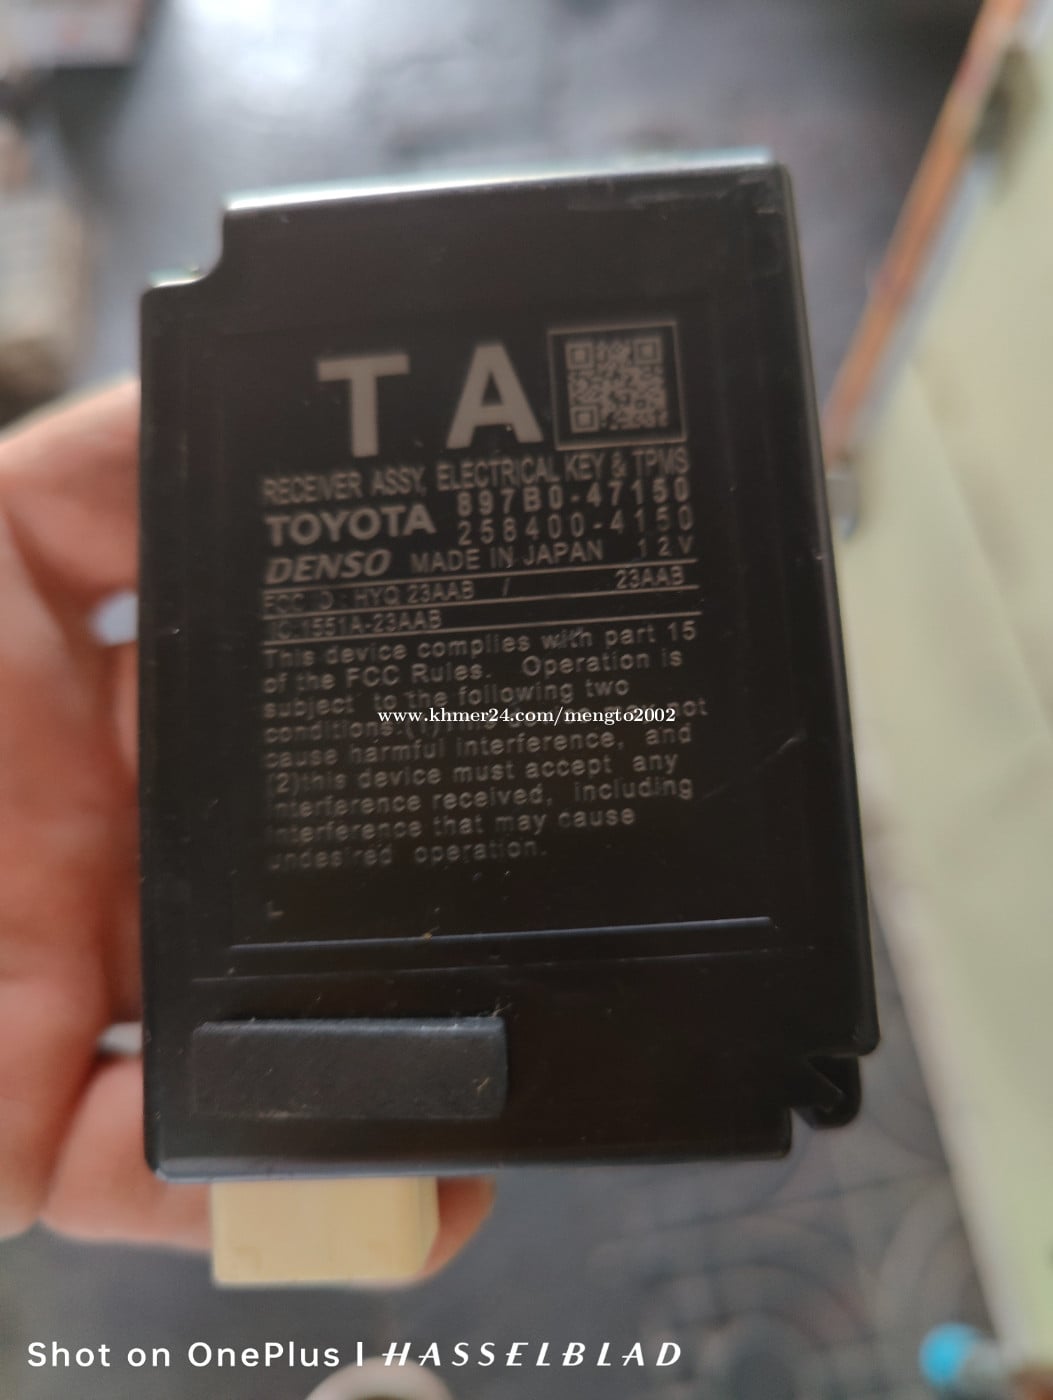 T A
RECEIVER ASSY, ELECTRICAL KEY & TPMS
TOYOTA 897B0-47150
258400-4150
DENSO MADE IN JAPAN 12V
FCC ID: HYQ 23AAB / 23AAB
IC:1551A-23AAB
This device complies with part 15
of the FCC Rules. Operation is
subject to the following two
conditions:(1) not
www.khmer24.com/mengto2002
cause harmful interference, and
(2)this device must accept any
interference received, including
interference that may cause
undesired operation.
L
Shot on OnePlus | HASSELBLAD